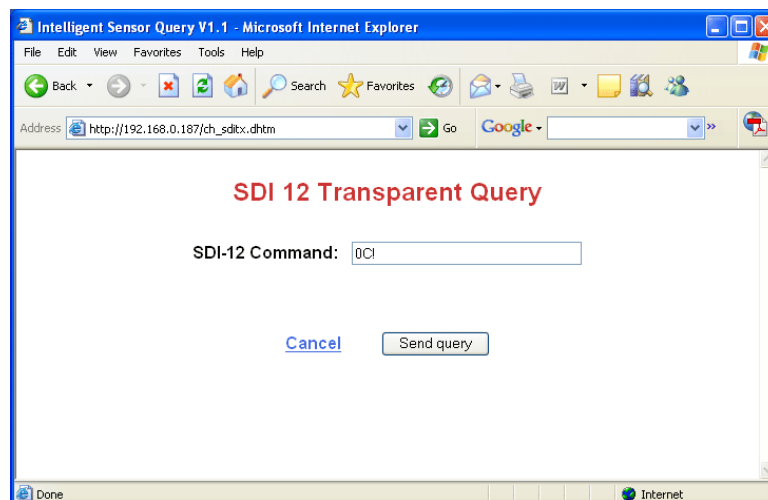 Intelligent Sensor Query V1.1 - Microsoft Internet Explorer
File Edit View Favorites Tools Help
Back Search Favorites
Address http://192.168.0.187/ch_sditx.dhtm Go Google
SDI 12 Transparent Query
SDI-12 Command: 0C!
Cancel Send query
Done Internet